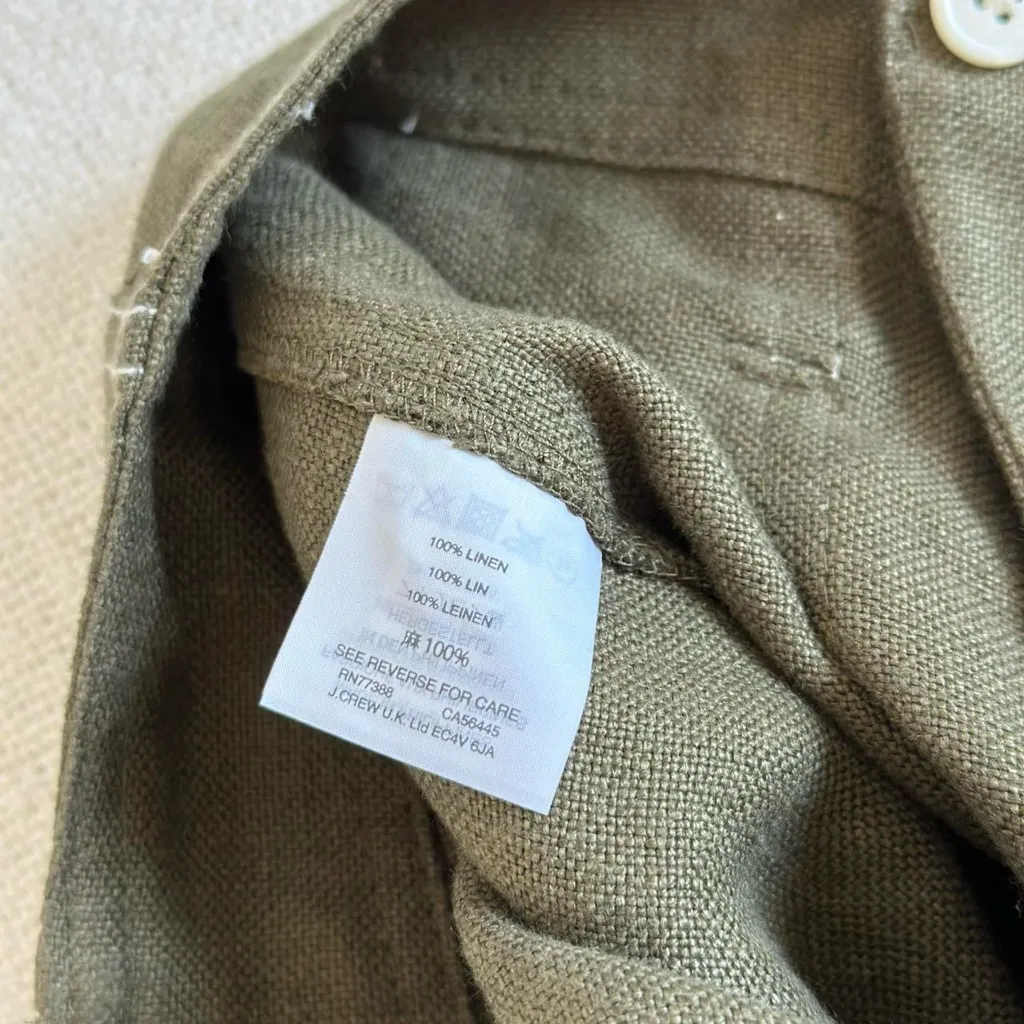 100% LINEN
100% LIN
100% LEINEN
麻 100%
SEE REVERSE FOR CARE
RN77388 CA56445
J.CREW U.K. Ltd EC4V 6JA